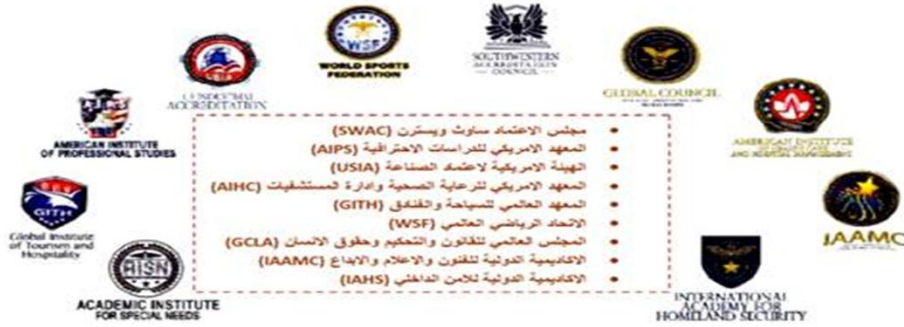 WSF
WORLD SPORTS
FEDERATION
SOUTHWESTERN
ACCREDITATION
COUNCIL
USIA
ACCREDITATION
GLOBAL COUNCIL
A.I.P.S
AMERICAN INSTITUTE
OF PROFESSIONAL STUDIES
AMERICAN INSTITUTE
• مجلس الاعتماد ساوث ويسترن (SWAC)
• المعهد الامريكي للدراسات الاحترافية (AIPS)
• الهيئة الامريكية لاعتماد الصناعة (USIA)
• المعهد الامريكي للرعاية الصحية وادارة المستشفيات (AIHC)
• المعهد العالمي للسياحة والفنادق (GITH)
• الاتحاد الرياضي العالمي (WSF)
• المجلس العالمي للقانون والتحكيم وحقوق الانسان (GCLA)
• الاكاديمية الدولية للفنون والاعلام والابداع (IAAMC)
• الاكاديمية الدولية للامن الداخلي (IAHS)
GITH
Global Institute
of Tourism and
Hospitality
IAAMC
AISN
ACADEMIC INSTITUTE
FOR SPECIAL NEEDS
INTERNATIONAL
ACADEMY FOR
HOMELAND SECURITY